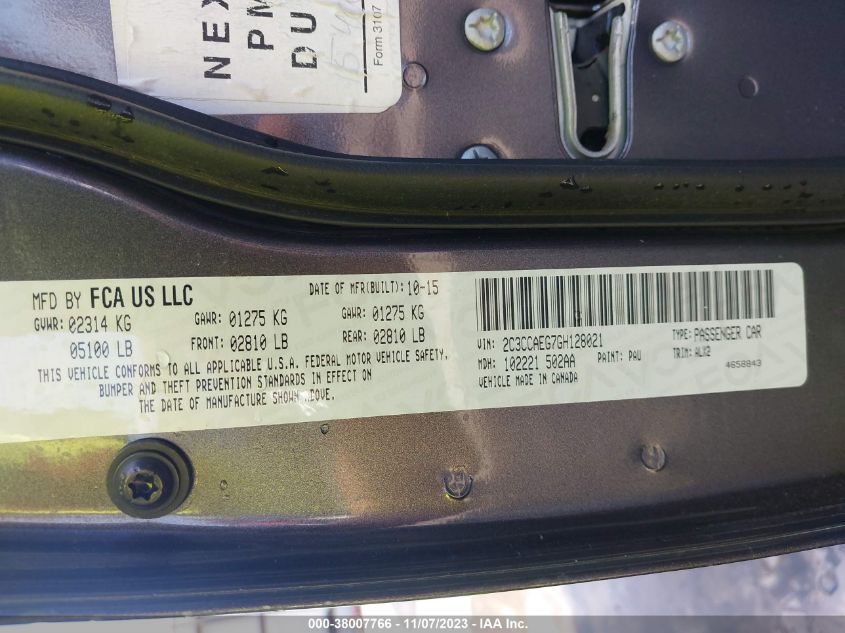 NEX
PM
DU
Form 3107
MFD BY FCA US LLC
DATE OF MFR(BUILT): 10-15
GVWR: 02314 KG
GAWR: 01275 KG
GAWR: 01275 KG
05100 LB
FRONT: 02810 LB
REAR: 02810 LB
THIS VEHICLE CONFORMS TO ALL APPLICABLE U.S.A. FEDERAL MOTOR VEHICLE SAFETY,
BUMPER AND THEFT PREVENTION STANDARDS IN EFFECT ON
THE DATE OF MANUFACTURE SHOWN .BOVE.
VIN: 2C3CCAEG7GH128021
TYPE: PASSENGER CAR
MDH: 102221 502AA
PAINT: PAU
TRIM: ALX2
VEHICLE MADE IN CANADA
4658843
000-38007766 - 11/07/2023 - IAAI, Inc.